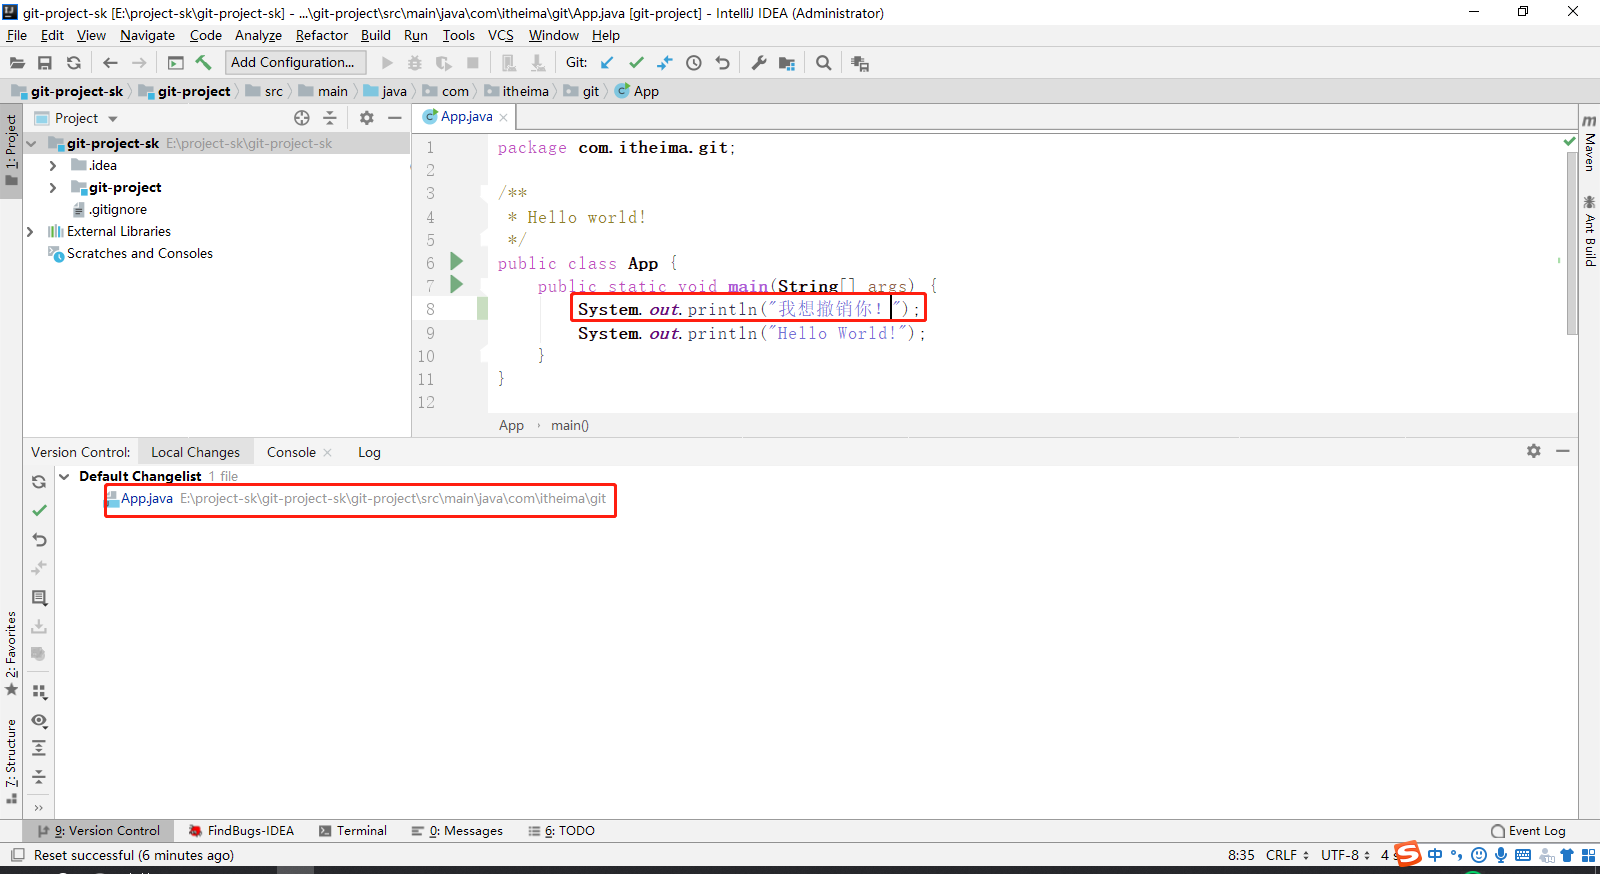 git-project-sk [E:\project-sk\git-project-sk] - ...\git-project\src\main\java\com\itheima\git\App.java [git-project] - IntelliJ IDEA (Administrator)
File Edit View Navigate Code Analyze Refactor Build Run Tools VCS Window Help
Add Configuration... Git:
git-project-sk git-project src main java com itheima git App
1: Project
Project
git-project-sk E:\project-sk\git-project-sk
.idea
git-project
.gitignore
External Libraries
Scratches and Consoles
App.java
1 package com.itheima.git;
2
3 /**
4 * Hello world!
5 */
6 public class App {
7 public static void main(String[] args) {
8 System.out.println("我想撤销你！");
9 System.out.println("Hello World!");
10 }
11 }
12
App › main()
Maven
Ant Build
Version Control: Local Changes Console Log
Default Changelist 1 file
App.java E:\project-sk\git-project-sk\git-project\src\main\java\com\itheima\git
2: Favorites
7: Structure
9: Version Control FindBugs-IDEA Terminal 0: Messages 6: TODO Event Log
Reset successful (6 minutes ago) 8:35 CRLF UTF-8 4 s 中